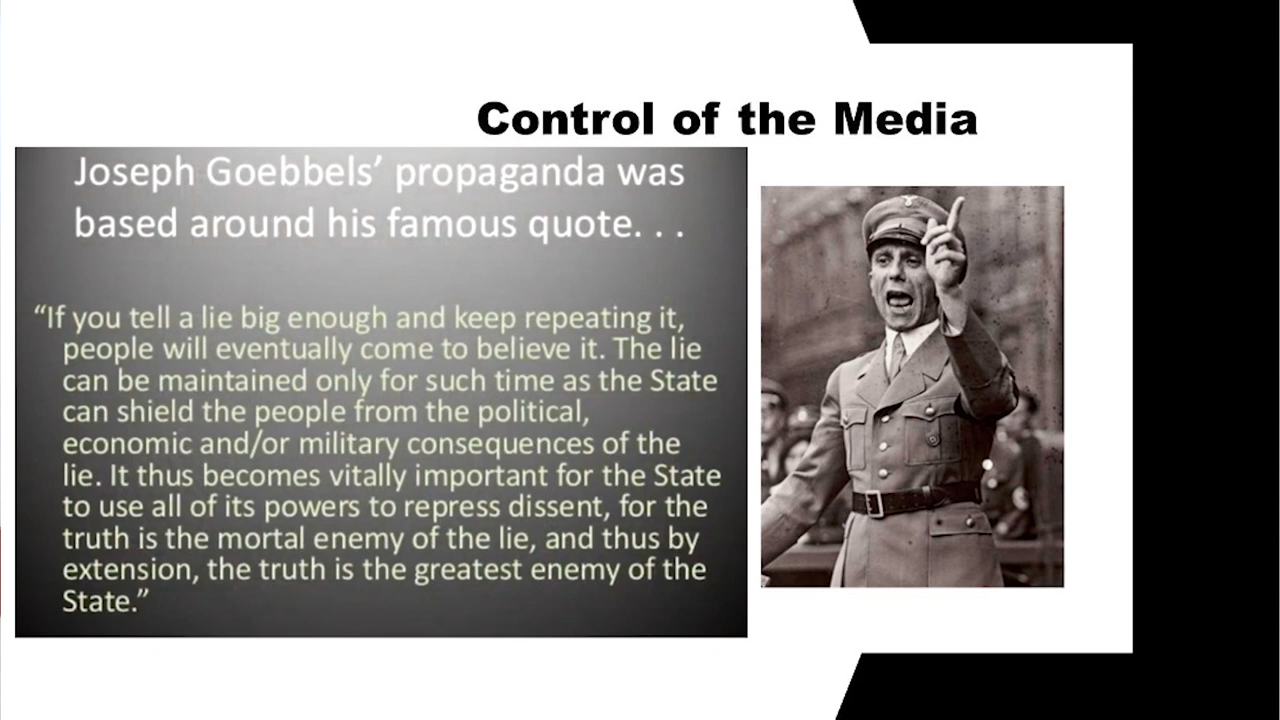 Control of the Media
Joseph Goebbels’ propaganda was
based around his famous quote. . .
“If you tell a lie big enough and keep repeating it,
people will eventually come to believe it. The lie
can be maintained only for such time as the State
can shield the people from the political,
economic and/or military consequences of the
lie. It thus becomes vitally important for the State
to use all of its powers to repress dissent, for the
truth is the mortal enemy of the lie, and thus by
extension, the truth is the greatest enemy of the
State.”